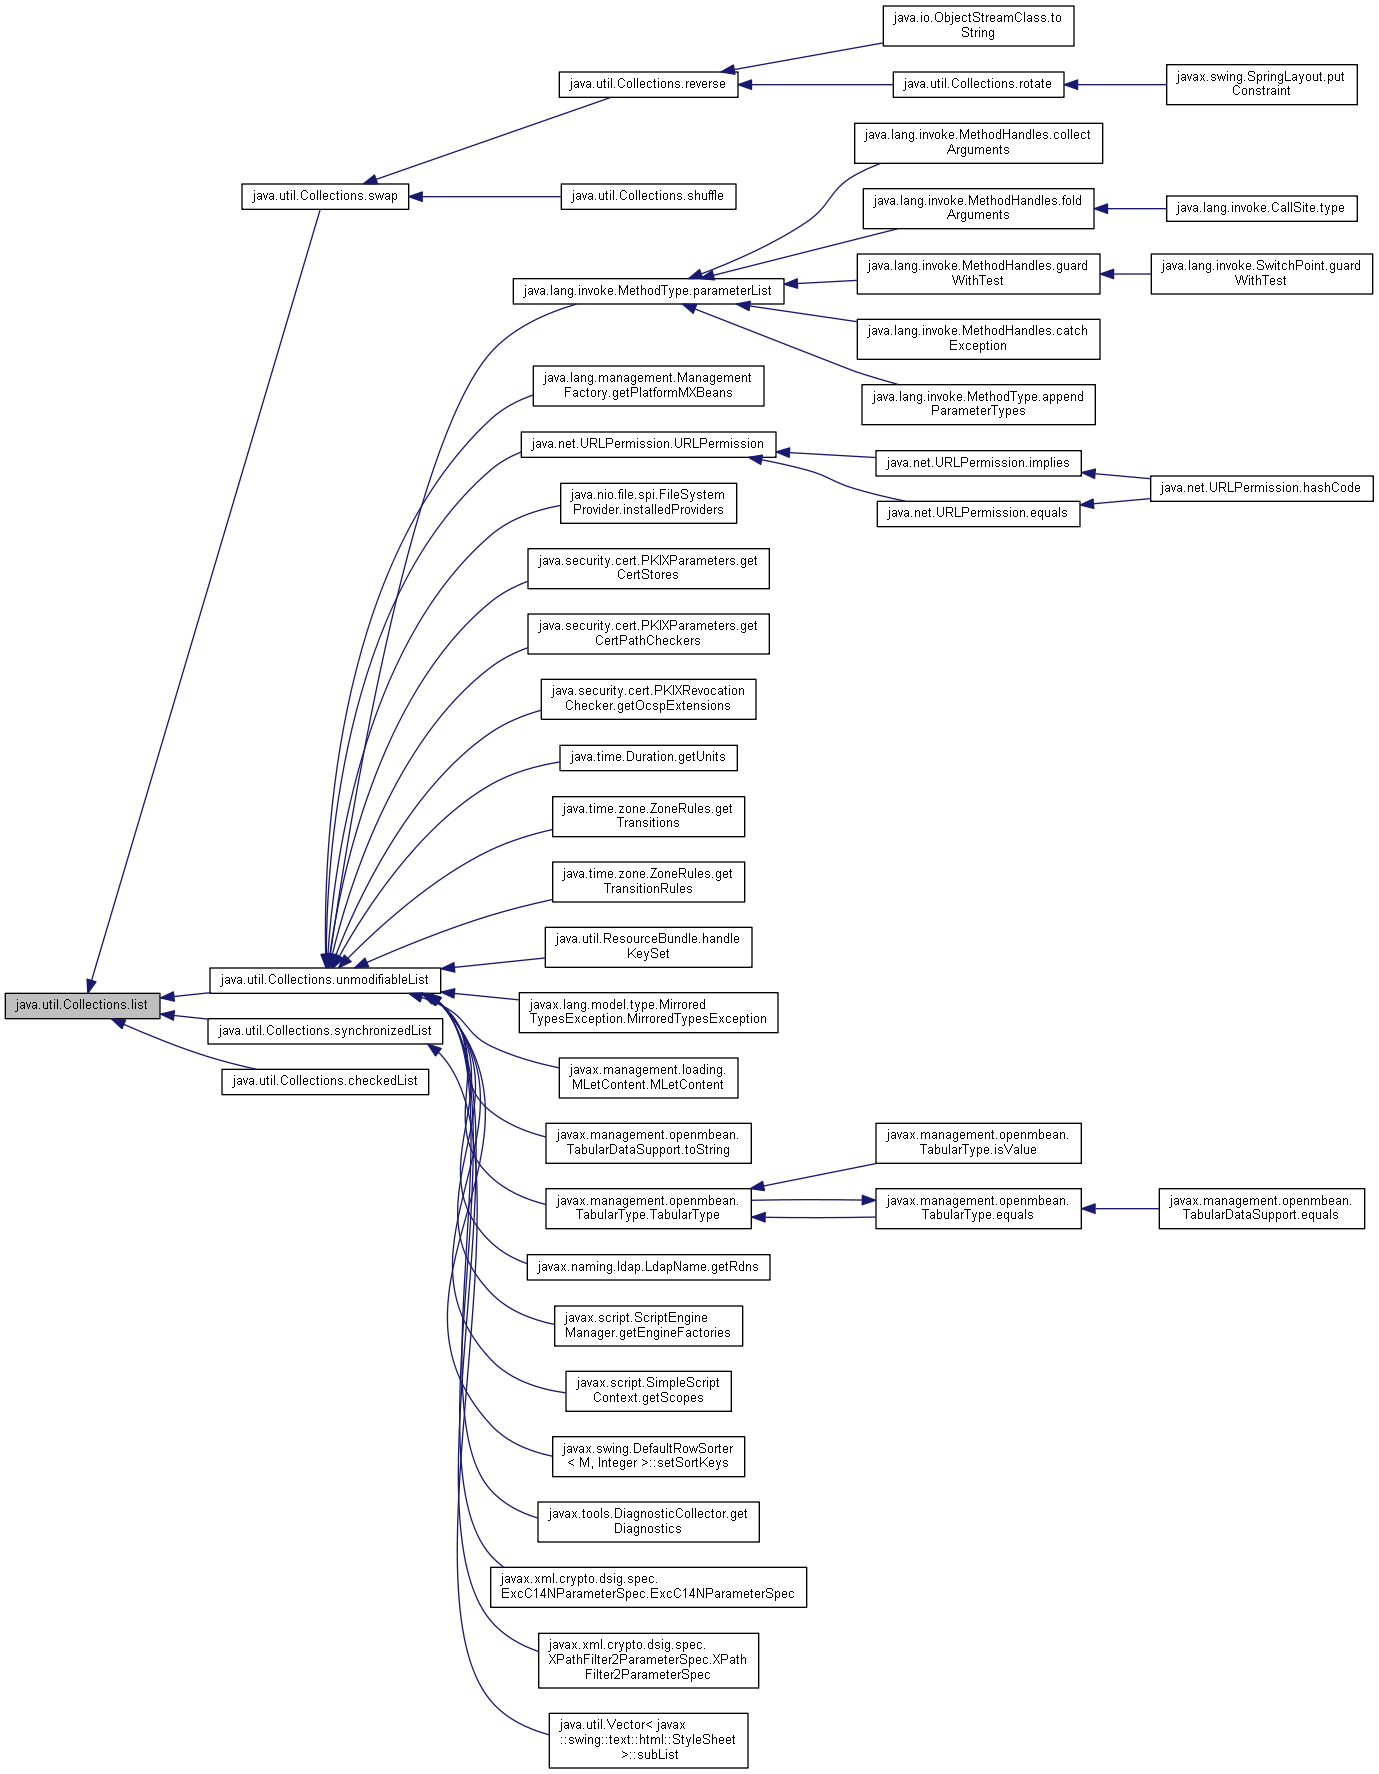 java.io.ObjectStreamClass.to
String
java.util.Collections.reverse
java.util.Collections.rotate
javax.swing.SpringLayout.put
Constraint
java.lang.invoke.MethodHandles.collect
Arguments
java.util.Collections.swap
java.util.Collections.shuffle
java.lang.invoke.MethodHandles.fold
Arguments
java.lang.invoke.CallSite.type
java.lang.invoke.MethodHandles.guard
WithTest
java.lang.invoke.SwitchPoint.guard
WithTest
java.lang.invoke.MethodType.parameterList
java.lang.invoke.MethodHandles.catch
Exception
java.lang.management.Management
Factory.getPlatformMXBeans
java.lang.invoke.MethodType.append
ParameterTypes
java.net.URLPermission.URLPermission
java.net.URLPermission.implies
java.net.URLPermission.hashCode
java.net.URLPermission.equals
java.nio.file.spi.FileSystem
Provider.installedProviders
java.security.cert.PKIXParameters.get
CertStores
java.security.cert.PKIXParameters.get
CertPathCheckers
java.security.cert.PKIXRevocation
Checker.getOcspExtensions
java.time.Duration.getUnits
java.time.zone.ZoneRules.get
Transitions
java.time.zone.ZoneRules.get
TransitionRules
java.util.ResourceBundle.handle
KeySet
java.util.Collections.unmodifiableList
java.util.Collections.list
javax.lang.model.type.Mirrored
TypesException.MirroredTypesException
java.util.Collections.synchronizedList
java.util.Collections.checkedList
javax.management.loading.
MLetContent.MLetContent
javax.management.openmbean.
TabularDataSupport.toString
javax.management.openmbean.
TabularType.isValue
javax.management.openmbean.
TabularType.TabularType
javax.management.openmbean.
TabularType.equals
javax.management.openmbean.
TabularDataSupport.equals
javax.naming.ldap.LdapName.getRdns
javax.script.ScriptEngine
Manager.getEngineFactories
javax.script.SimpleScript
Context.getScopes
javax.swing.DefaultRowSorter
< M, Integer >::setSortKeys
javax.tools.DiagnosticCollector.get
Diagnostics
javax.xml.crypto.dsig.spec.
ExcC14NParameterSpec.ExcC14NParameterSpec
javax.xml.crypto.dsig.spec.
XPathFilter2ParameterSpec.XPath
Filter2ParameterSpec
java.util.Vector< javax
::swing::text::html::StyleSheet
>::subList